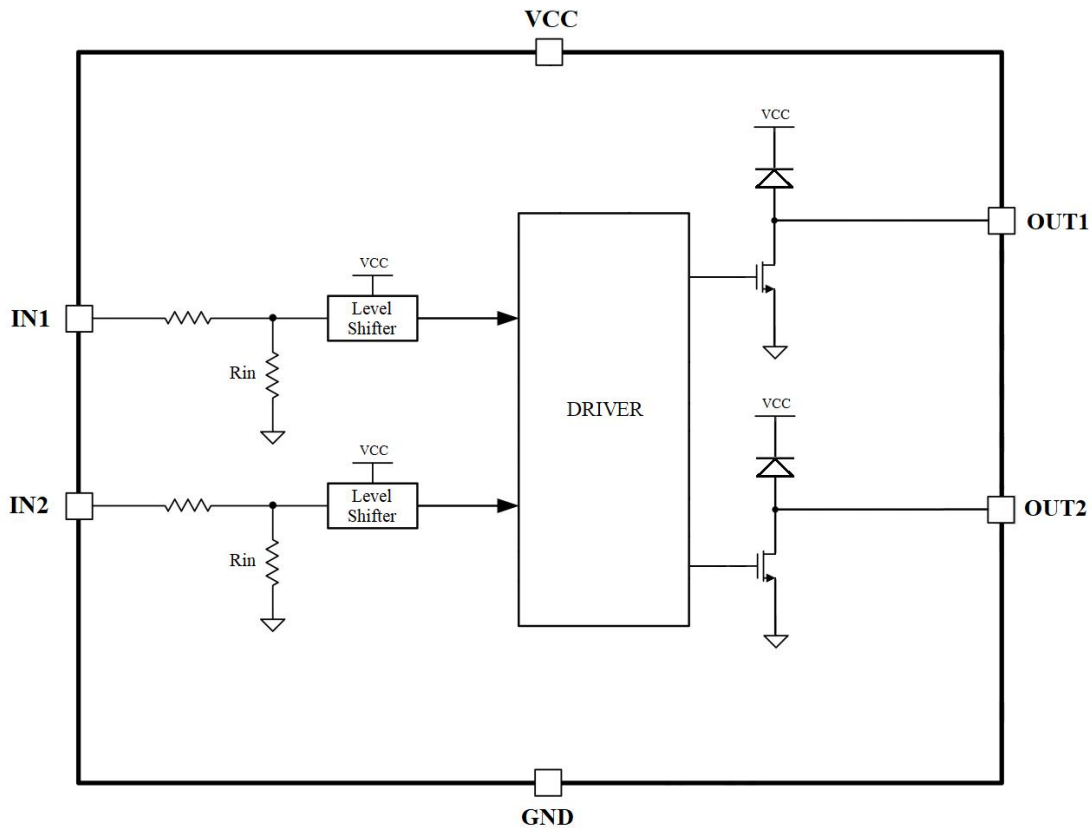 VCC
VCC
OUT1
VCC
IN1
Level
Shifter
Rin
DRIVER
VCC
VCC
IN2
Level
Shifter
OUT2
Rin
GND